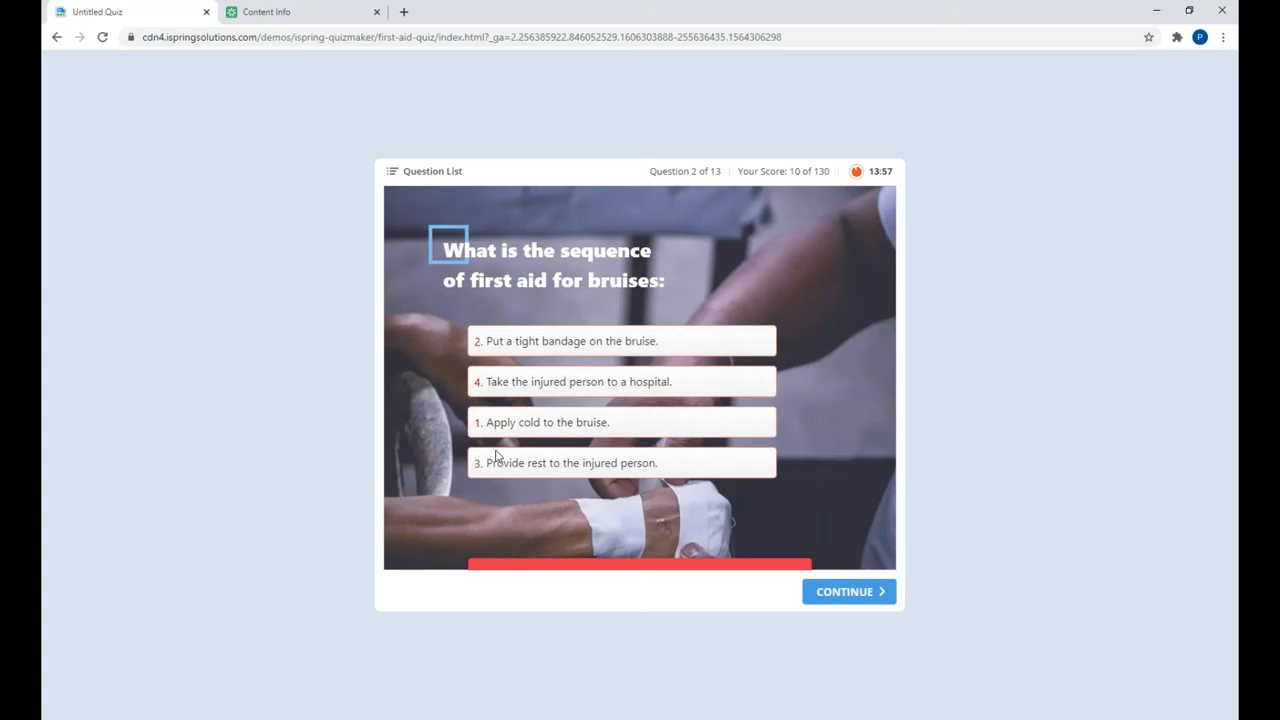 Untitled Quiz
Content Info
cdn4.ispringsolutions.com/demos/ispring-quizmaker/first-aid-quiz/index.html?_ga=2.256385922.846052529.1606303888-255636435.1564306298
P
Question List
Question 2 of 13
Your Score: 10 of 130
13:57
What is the sequence
of first aid for bruises:
2. Put a tight bandage on the bruise.
4. Take the injured person to a hospital.
1. Apply cold to the bruise.
3. Provide rest to the injured person.
CONTINUE